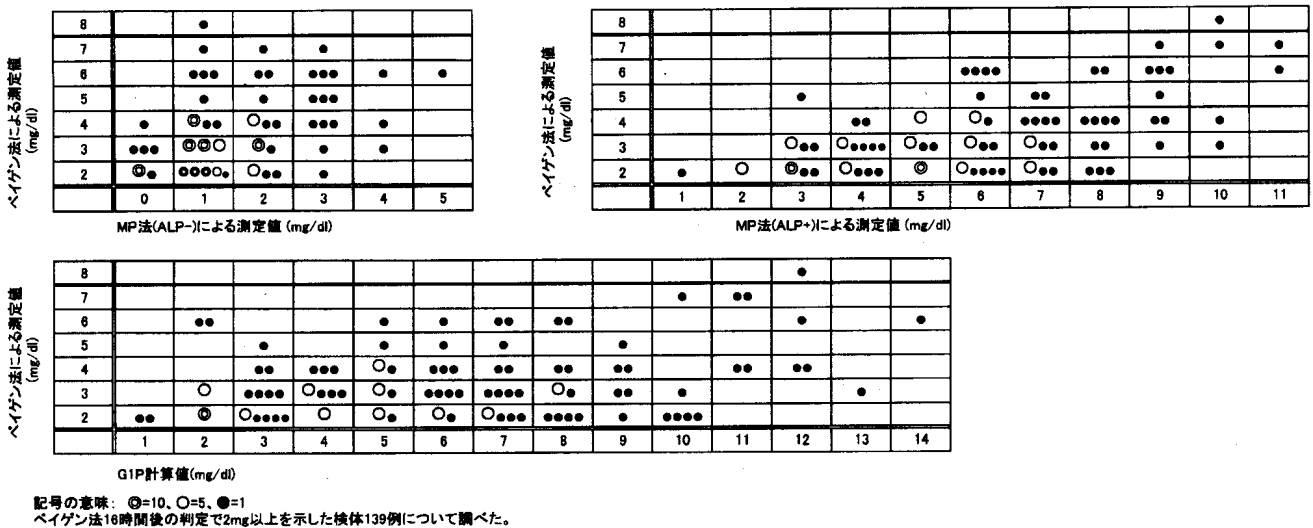 ペイゲン法による測定値
(mg/dl)
8
7
6
5
4
3
2
0 1 2 3 4 5
MP法(ALP-)による測定値 (mg/dl)
ペイゲン法による測定値
(mg/dl)
8
7
6
5
4
3
2
1 2 3 4 5 6 7 8 9 10 11
MP法(ALP+)による測定値 (mg/dl)
ペイゲン法による測定値
(mg/dl)
8
7
6
5
4
3
2
1 2 3 4 5 6 7 8 9 10 11 12 13 14
G1P計算値(mg/dl)
記号の意味: ◎=10、○=5、●=1
ペイゲン法16時間後の判定で2mg以上を示した検体139例について調べた。